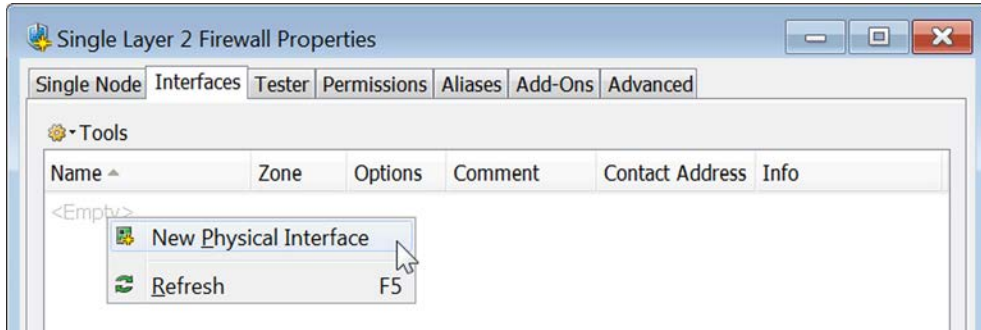 Single Layer 2 Firewall Properties
Single Node Interfaces Tester Permissions Aliases Add-Ons Advanced
Tools
Name Zone Options Comment Contact Address Info
<Empty>
New Physical Interface
Refresh F5